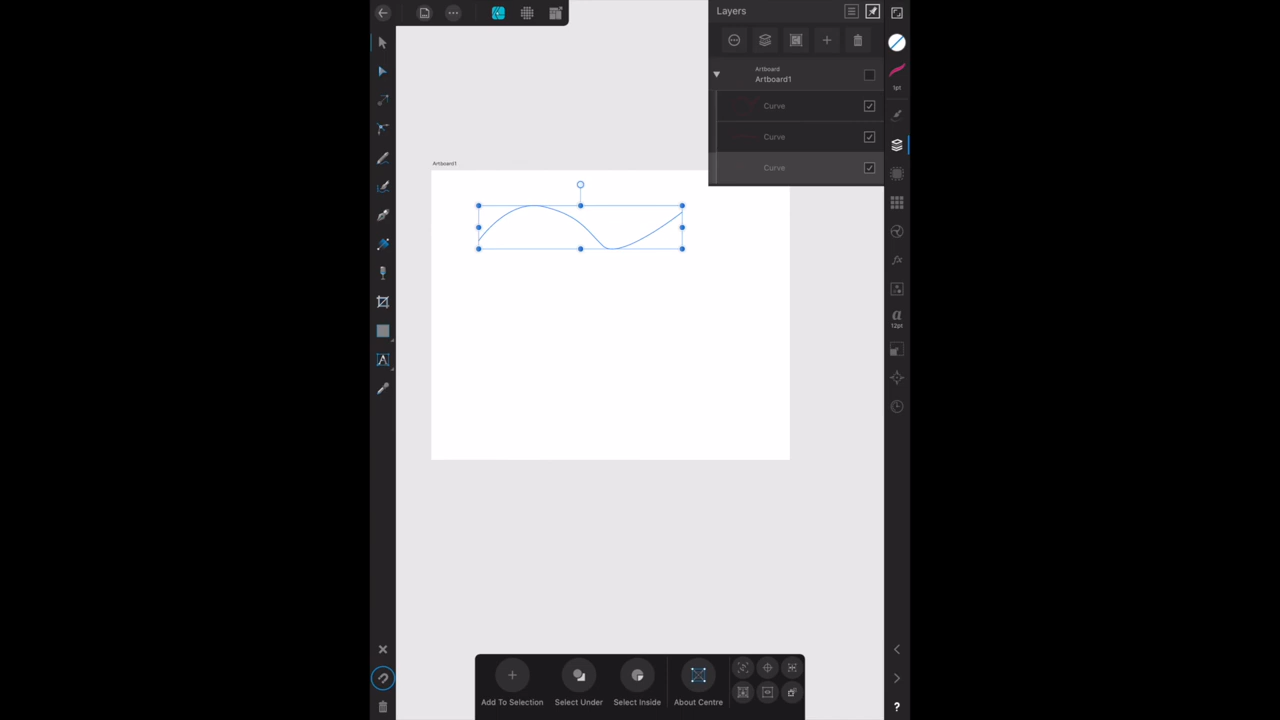 Layers
Artboard
Artboard1
1pt
Curve
Curve
Artboard1
Curve
a
12pt
A
Add To Selection
Select Under
Select Inside
About Centre
?